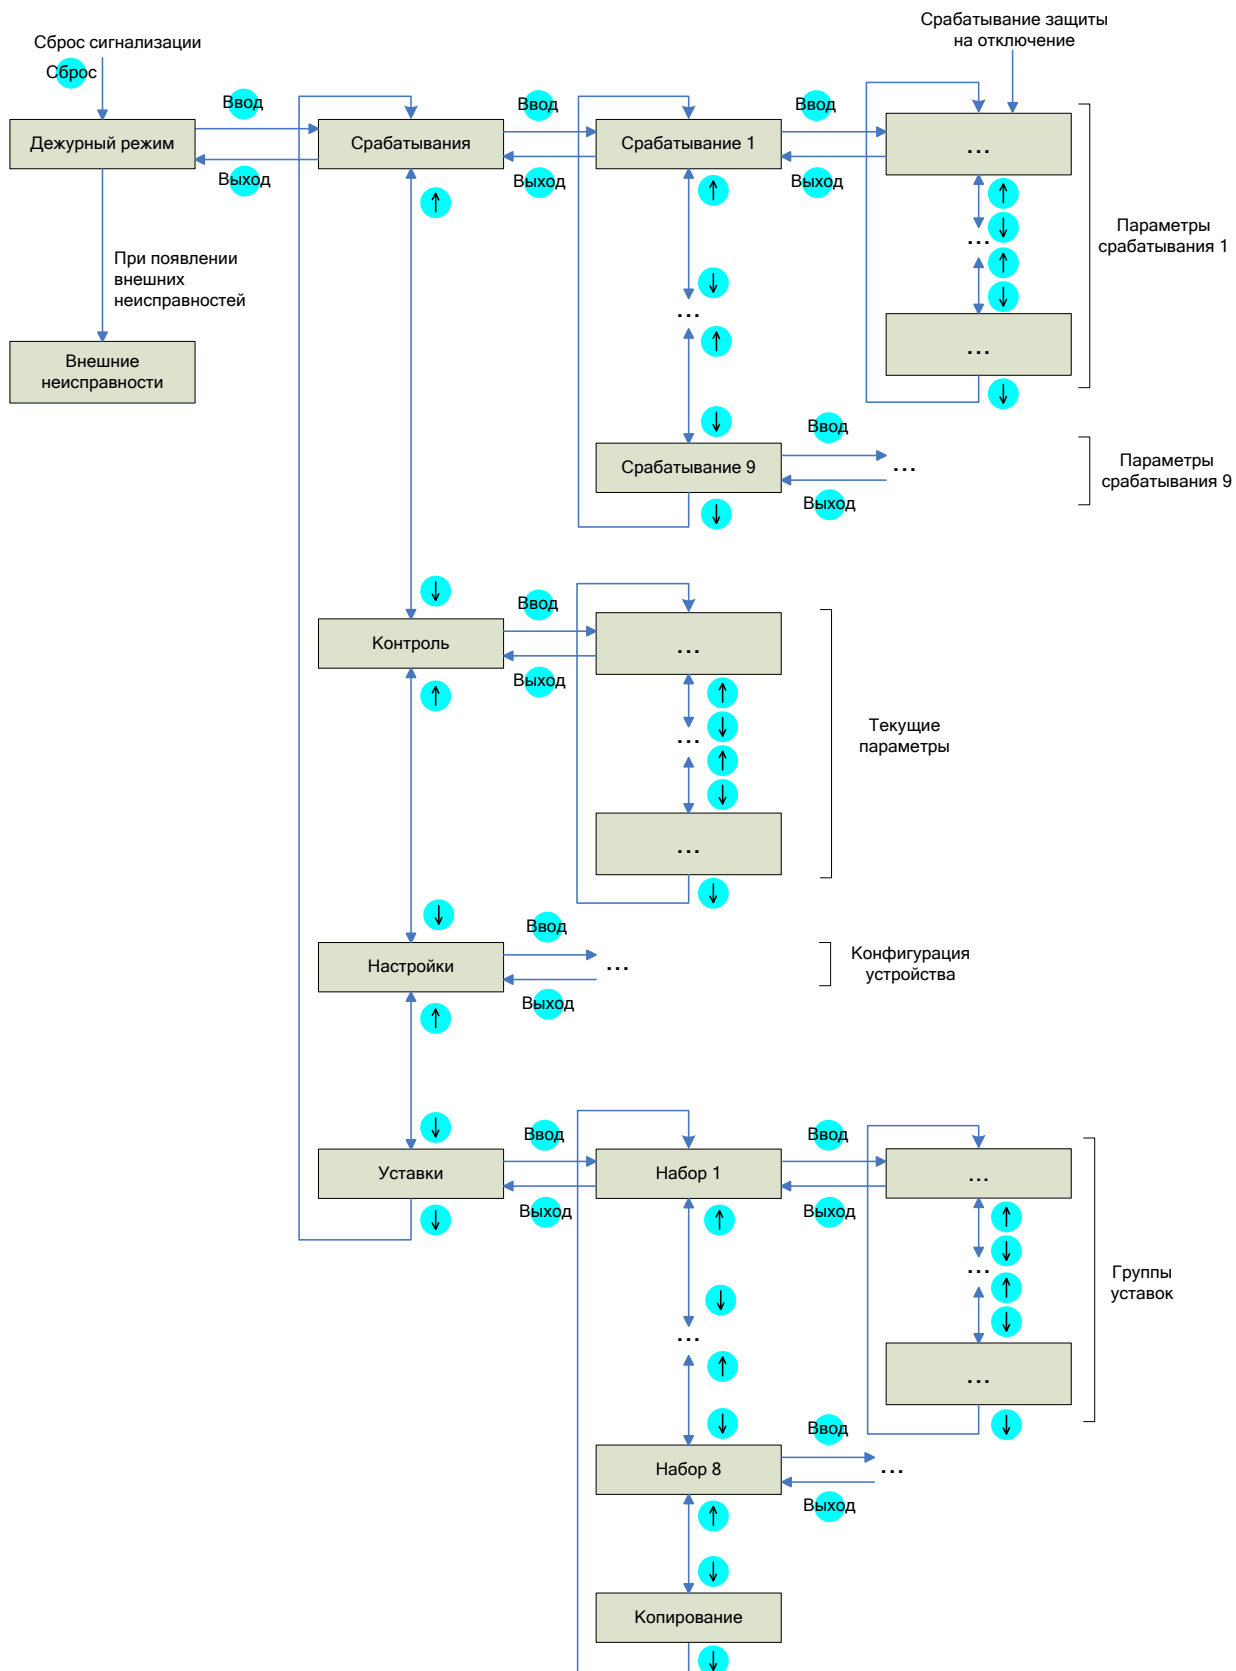 Сброс сигнализации
Срабатывание защиты
на отключение
Сброс
Ввод
Ввод
Ввод
Дежурный режим
Срабатывания
Срабатывание 1
...
Выход
Выход
Выход
↑
↑
↑
↓
...
↑
↓
Параметры
срабатывания 1
При появлении
внешних
неисправностей
↓
...
↑
Внешние
неисправности
...
↓
↓
Ввод
Срабатывание 9
...
Параметры
срабатывания 9
Выход
↓
↓
Ввод
Контроль
...
Выход
↑
↑
↓
...
↑
↓
Текущие
параметры
...
↓
↓
Ввод
Настройки
...
Конфигурация
устройства
Выход
↑
↓
Ввод
Ввод
Уставки
Набор 1
...
Выход
Выход
↓
↑
↑
↓
...
↑
↓
Группы
уставок
↓
...
↑
...
↓
↓
Ввод
Набор 8
...
Выход
↑
↓
Копирование
↓